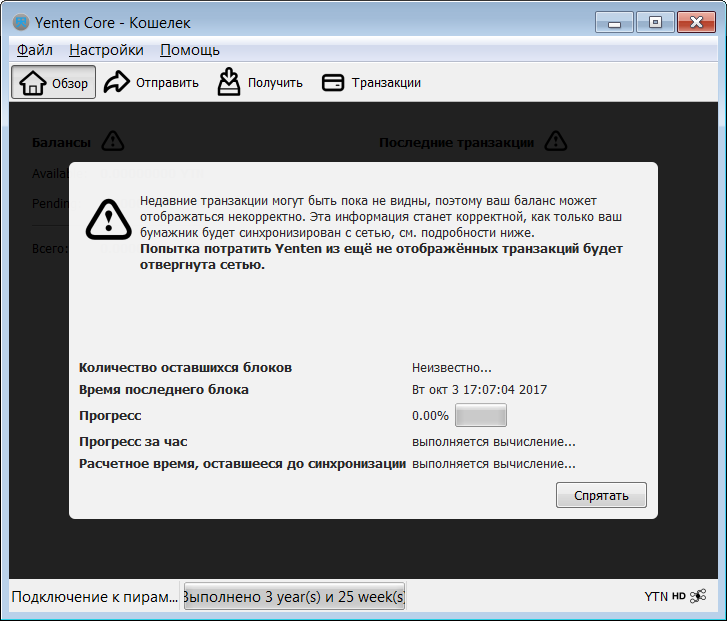 Yenten Core - Кошелек
Файл Настройки Помощь
Обзор Отправить Получить Транзакции
Балансы Последние транзакции
Availa
Pendin
Всего:
Недавние транзакции могут быть пока не видны, поэтому ваш баланс может
отображаться некорректно. Эта информация станет корректной, как только ваш
бумажник будет синхронизирован с сетью, см. подробности ниже.
Попытка потратить Yenten из ещё не отображённых транзакций будет
отвергнута сетью.
Количество оставшихся блоков Неизвестно...
Время последнего блока Вт окт 3 17:07:04 2017
Прогресс 0.00%
Прогресс за час выполняется вычисление...
Расчетное время, оставшееся до синхронизации выполняется вычисление...
Спрятать
Подключение к пирам... Выполнено 3 year(s) и 25 week(s) YTN HD